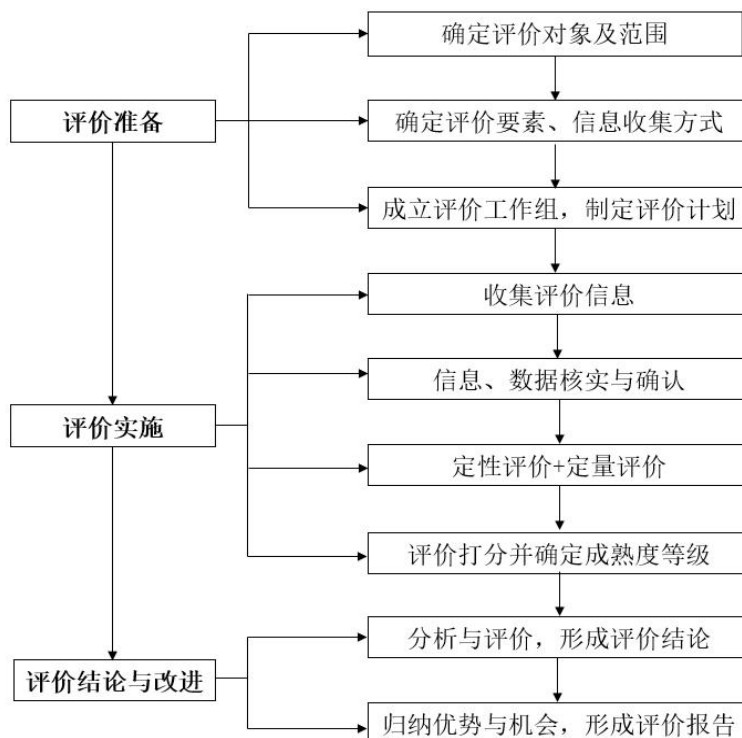 确定评价对象及范围
评价准备
确定评价要素、信息收集方式
成立评价工作组，制定评价计划
收集评价信息
信息、数据核实与确认
评价实施
定性评价+定量评价
评价打分并确定成熟度等级
分析与评价，形成评价结论
评价结论与改进
归纳优势与机会，形成评价报告